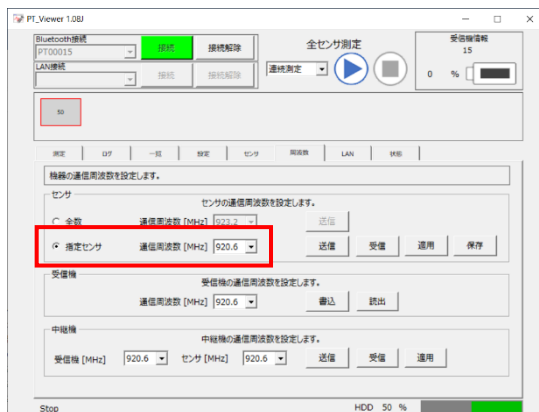 PT_Viewer 1.08J
Bluetooth接続
PT00015
接続
接続解除
LAN接続
接続
接続解除
全センサ測定
連続測定
受信機情報
15
0 %
50
測定 ログ 一括 設定 センサ 周波数 LAN 状態
機器の通信周波数を設定します。
センサ
センサの通信周波数を設定します。
全数 通信周波数 [MHz] 923.2 送信
指定センサ 通信周波数 [MHz] 920.6 送信 受信 適用 保存
受信機
受信機の通信周波数を設定します。
通信周波数 [MHz] 920.6 書込 読出
中継機
中継機の通信周波数を設定します。
受信機 [MHz] 920.6 センサ [MHz] 920.6 送信 受信 適用
Stop HDD 50 %